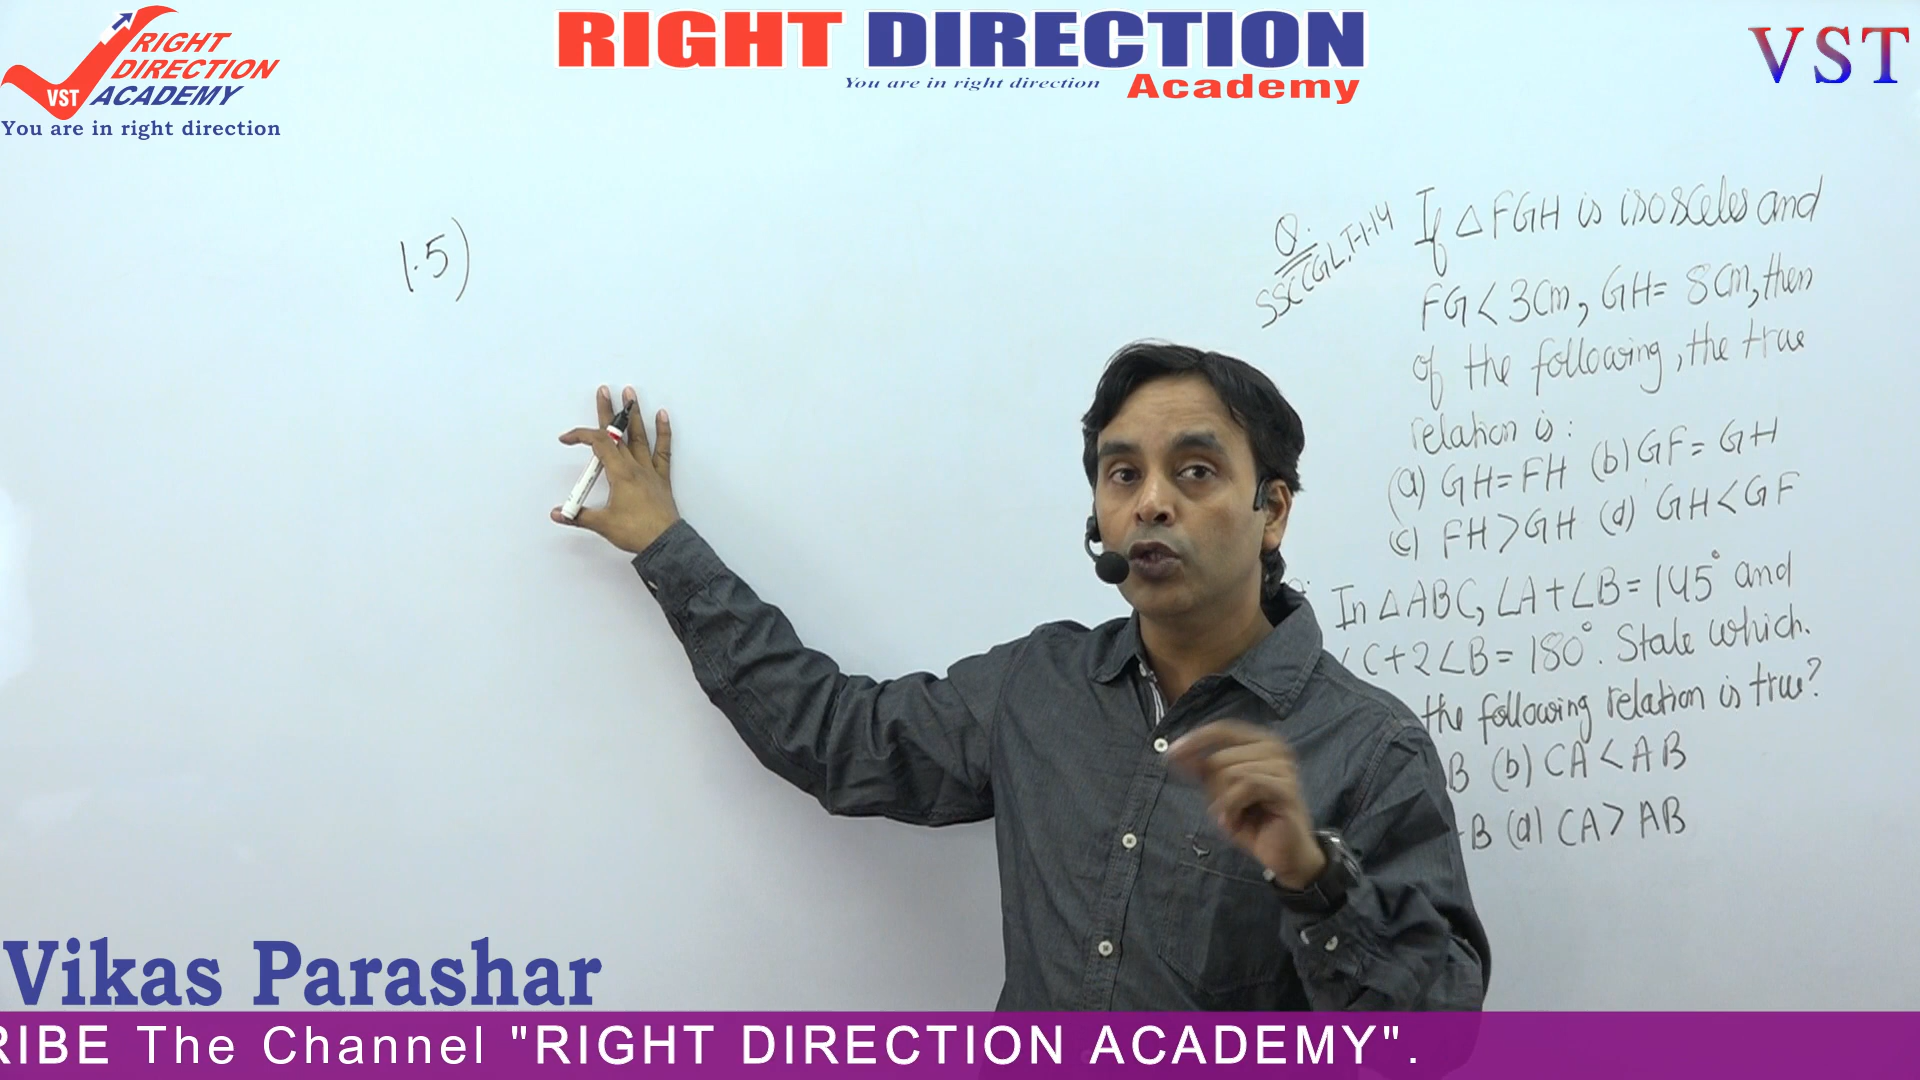 RIGHT
DIRECTION
VST ACADEMY
You are in right direction
RIGHT DIRECTION
You are in right direction Academy
VST
1.5)
Q.
SSC CGL, T-1-14
If △FGH is isosceles and
FG < 3cm, GH = 8cm, then
of the following, the true
relation is:
(a) GH = FH (b) GF = GH
(c) FH > GH (d) GH < GF
In △ABC, ∠A+∠B = 145° and
∠C+2∠B = 180°. State which
the following relation is true?
B (b) CA < AB
B (d) CA > AB
Vikas Parashar
RIBE The Channel "RIGHT DIRECTION ACADEMY".